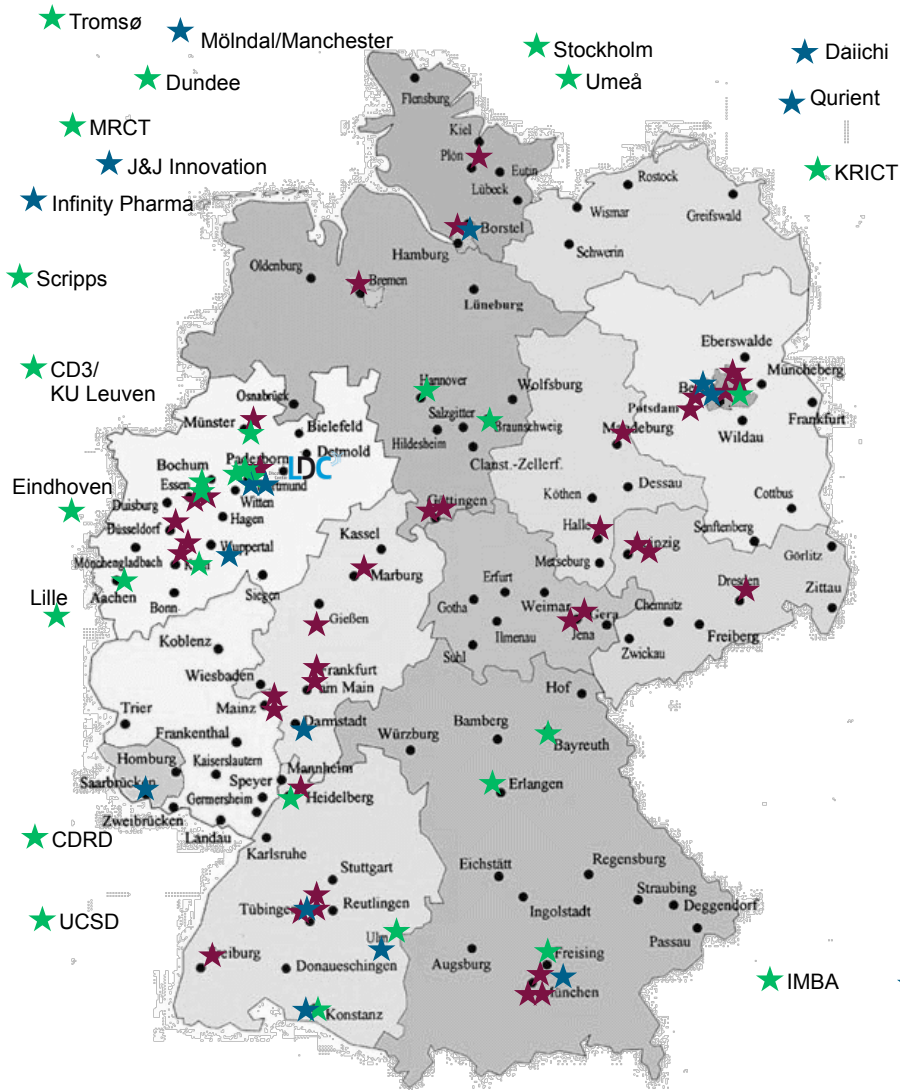 Tromsø
Mölndal/Manchester
Stockholm
Daiichi
Dundee
Umeå
Flensburg
Qurient
MRCT
Kiel
Plön
J&J Innovation
Eutin
KRICT
Infinity Pharma
Lübeck
Rostock
Wismar
Greifswald
Borstel
Schwerin
Hamburg
Scripps
Oldenburg
Bremen
Lüneburg
Eberswalde
CD3/
KU Leuven
Müncheberg
Hannover
Wolfsburg
Osnabrück
Potsdam
Frankfurt
Münster
Salzgitter
Braunschweig
Bielefeld
Wildau
Hildesheim
Detmold
Paderborn
Clanst.-Zellerf.
Bochum
LDC
Essen
Dessau
Eindhoven
Duisburg
Witten
Köthen
Cottbus
Hagen
Göttingen
Düsseldorf
Halle
Senftenberg
Kassel
Wuppertal
Görlitz
Mönchengladbach
Marburg
Merseburg
Erfurt
Aachen
Siegen
Dresden
Zittau
Bonn
Lille
Weimar
Gera
Chemnitz
Gotha
Gießen
Ilmenau
Jena
Freiberg
Koblenz
Suhl
Zwickau
Wiesbaden
Frankfurt
am Main
Hof
Mainz
Trier
Darmstadt
Bamberg
Frankenthal
Würzburg
Bayreuth
Homburg
Kaiserslautern
Mannheim
Saarbrücken
Speyer
Erlangen
Germersheim
Heidelberg
Zweibrücken
Landau
CDRD
Karlsruhe
Stuttgart
Eichstätt
Regensburg
Straubing
Tübingen
Reutlingen
Deggendorf
UCSD
Ingolstadt
Ulm
Passau
Freising
Augsburg
Donaueschingen
IMBA
München
Konstanz